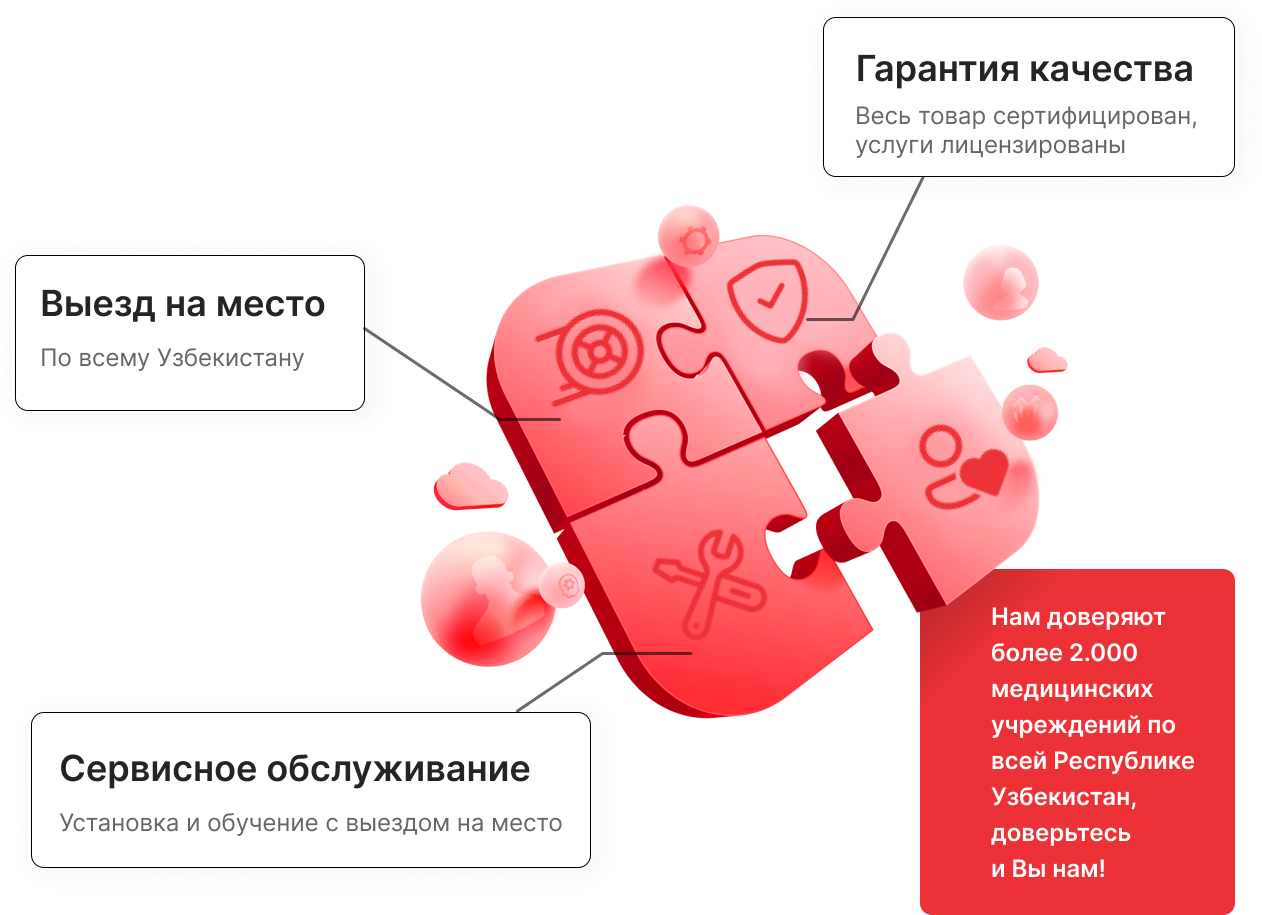 Гарантия качества
Весь товар сертифицирован,
услуги лицензированы
Выезд на место
По всему Узбекистану
Сервисное обслуживание
Установка и обучение с выездом на место
Нам доверяют
более 2.000
медицинских
учреждений по
всей Республике
Узбекистан,
доверьтесь
и Вы нам!